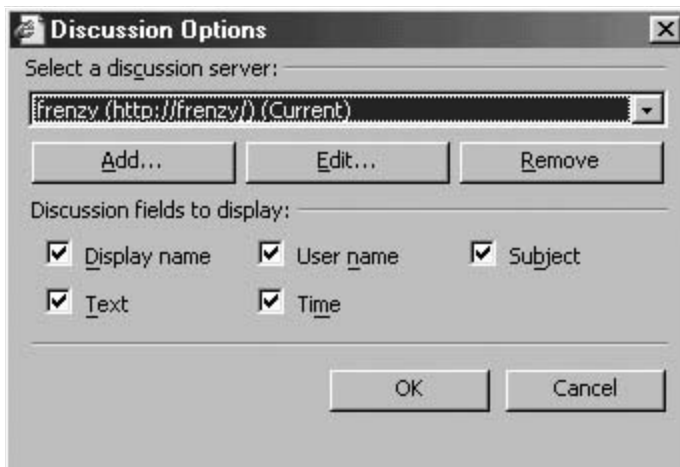 Discussion Options
Select a discussion server:
frenzy (http://frenzy/) (Current)
Add... Edit... Remove
Discussion fields to display:
Display name User name Subject
Text Time
OK Cancel